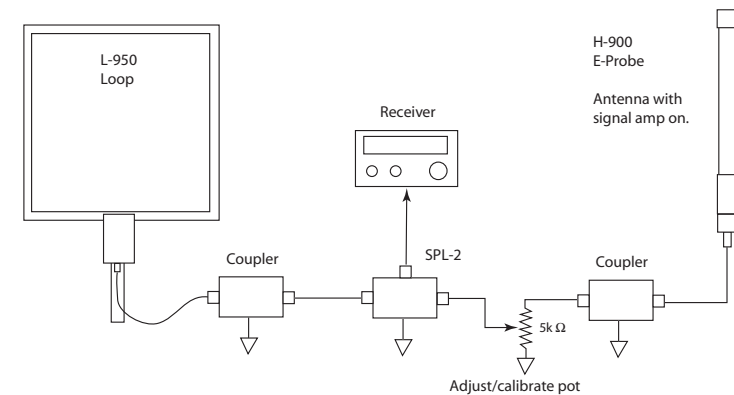 L-950
Loop
H-900
E-Probe
Antenna with
signal amp on.
Receiver
Coupler
SPL-2
Coupler
5k Ω
Adjust/calibrate pot